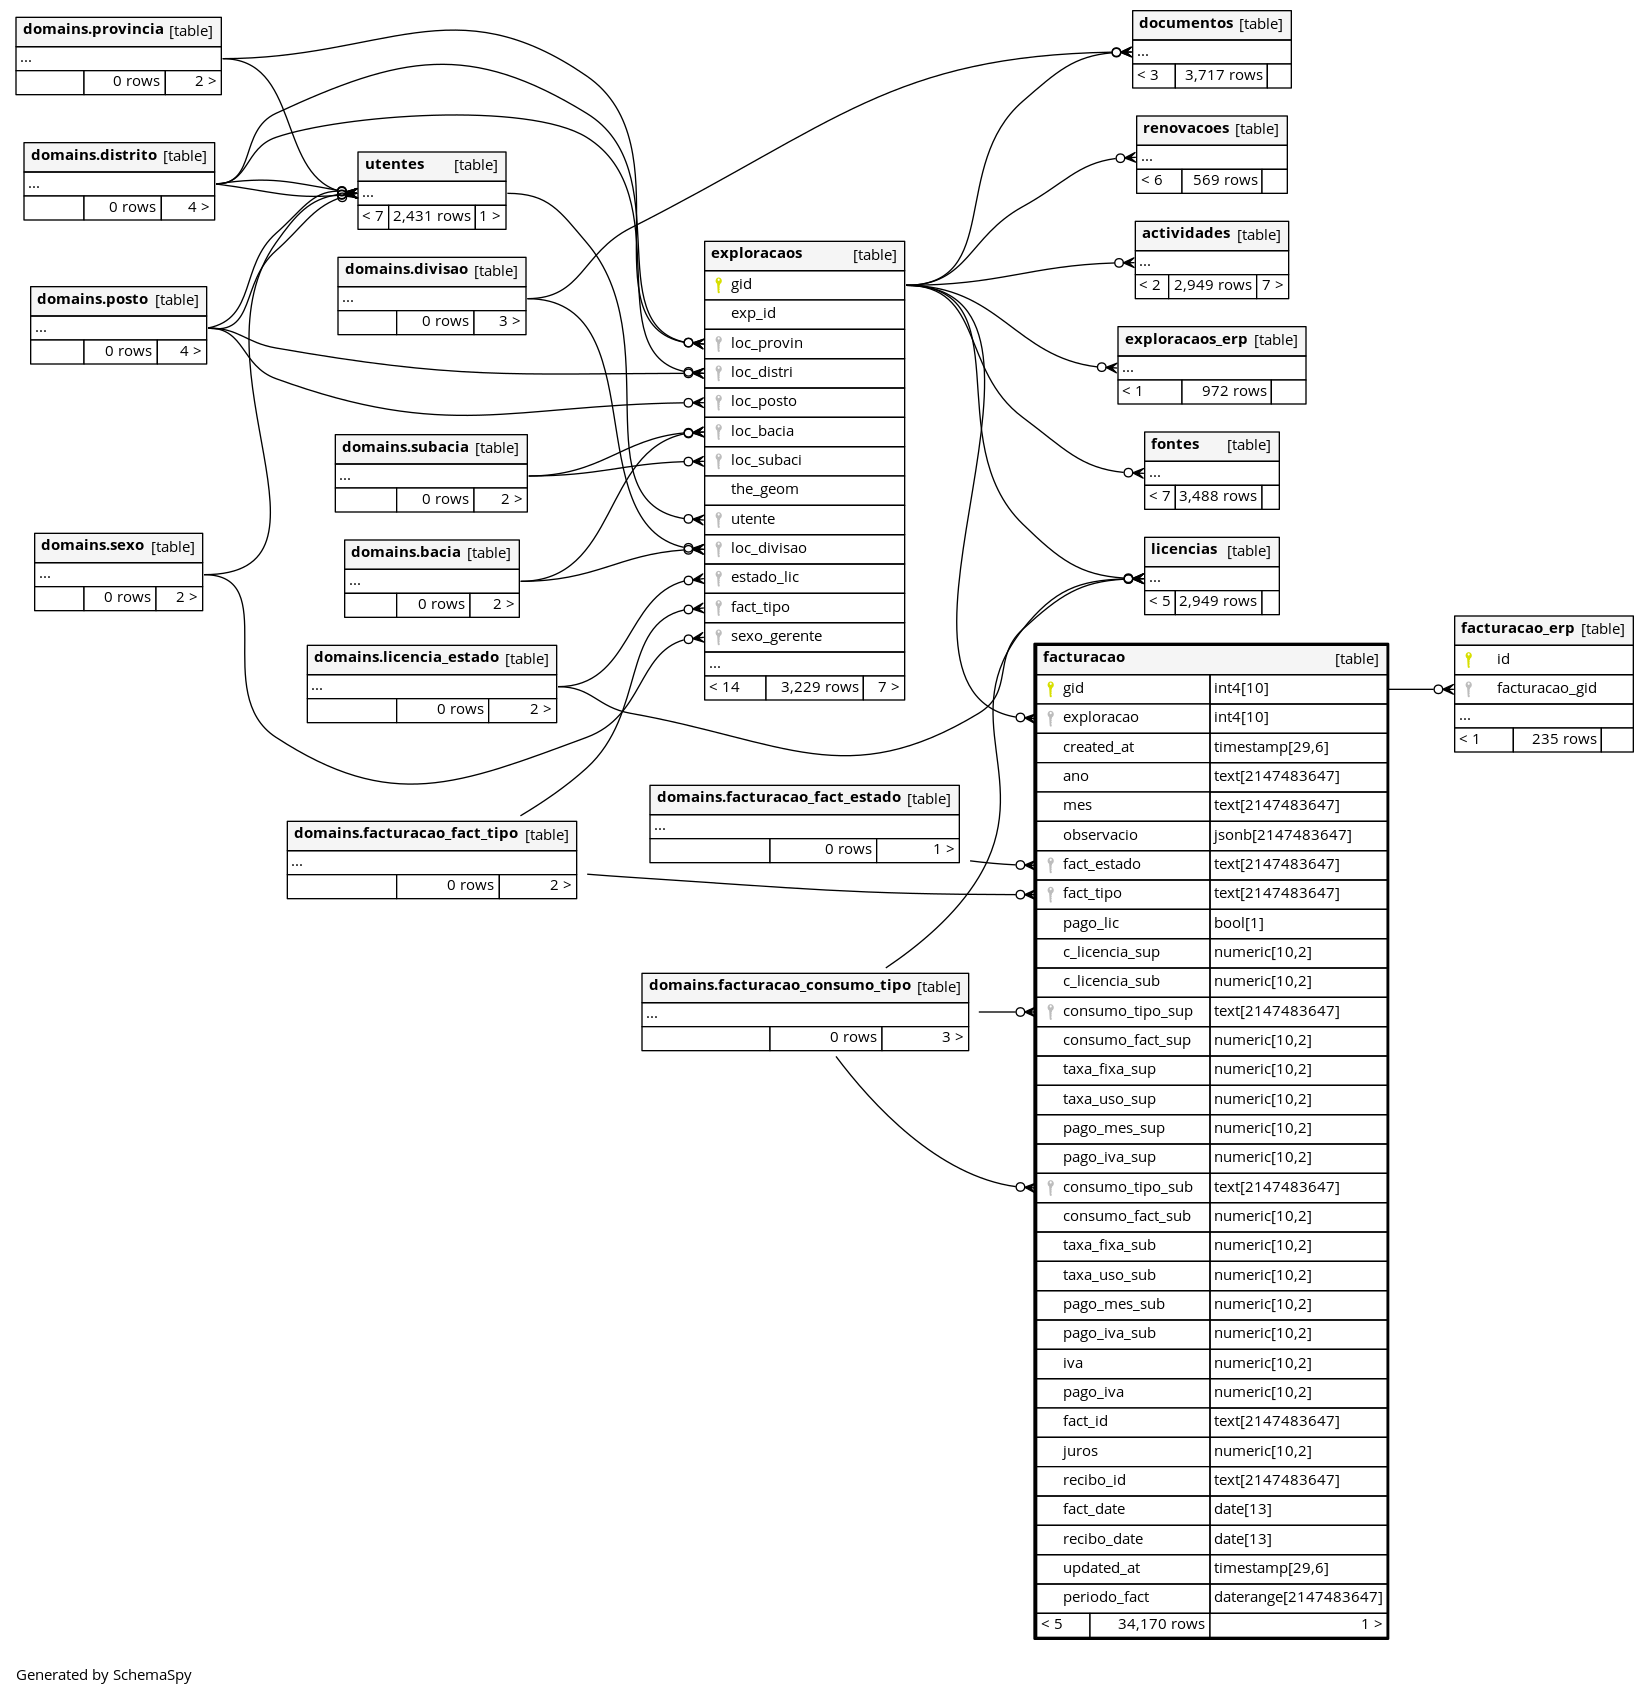 domains.provincia [table]
...
0 rows 2 >
domains.distrito [table]
...
0 rows 4 >
domains.posto [table]
...
0 rows 4 >
domains.sexo [table]
...
0 rows 2 >
utentes [table]
...
< 7 2,431 rows 1 >
domains.divisao [table]
...
0 rows 3 >
domains.subacia [table]
...
0 rows 2 >
domains.bacia [table]
...
0 rows 2 >
domains.licencia_estado [table]
...
0 rows 2 >
domains.facturacao_fact_tipo [table]
...
0 rows 2 >
exploracaos [table]
gid
exp_id
loc_provin
loc_distri
loc_posto
loc_bacia
loc_subaci
the_geom
utente
loc_divisao
estado_lic
fact_tipo
sexo_gerente
...
< 14 3,229 rows 7 >
domains.facturacao_fact_estado [table]
...
0 rows 1 >
domains.facturacao_consumo_tipo [table]
...
0 rows 3 >
documentos [table]
...
< 3 3,717 rows
renovacoes [table]
...
< 6 569 rows
actividades [table]
...
< 2 2,949 rows 7 >
exploracaos_erp [table]
...
< 1 972 rows
fontes [table]
...
< 7 3,488 rows
licencias [table]
...
< 5 2,949 rows
facturacao [table]
gid int4[10]
exploracao int4[10]
created_at timestamp[29,6]
ano text[2147483647]
mes text[2147483647]
observacio jsonb[2147483647]
fact_estado text[2147483647]
fact_tipo text[2147483647]
pago_lic bool[1]
c_licencia_sup numeric[10,2]
c_licencia_sub numeric[10,2]
consumo_tipo_sup text[2147483647]
consumo_fact_sup numeric[10,2]
taxa_fixa_sup numeric[10,2]
taxa_uso_sup numeric[10,2]
pago_mes_sup numeric[10,2]
pago_iva_sup numeric[10,2]
consumo_tipo_sub text[2147483647]
consumo_fact_sub numeric[10,2]
taxa_fixa_sub numeric[10,2]
taxa_uso_sub numeric[10,2]
pago_mes_sub numeric[10,2]
pago_iva_sub numeric[10,2]
iva numeric[10,2]
pago_iva numeric[10,2]
fact_id text[2147483647]
juros numeric[10,2]
recibo_id text[2147483647]
fact_date date[13]
recibo_date date[13]
updated_at timestamp[29,6]
periodo_fact daterange[2147483647]
< 5 34,170 rows 1 >
facturacao_erp [table]
id
facturacao_gid
...
< 1 235 rows
Generated by SchemaSpy